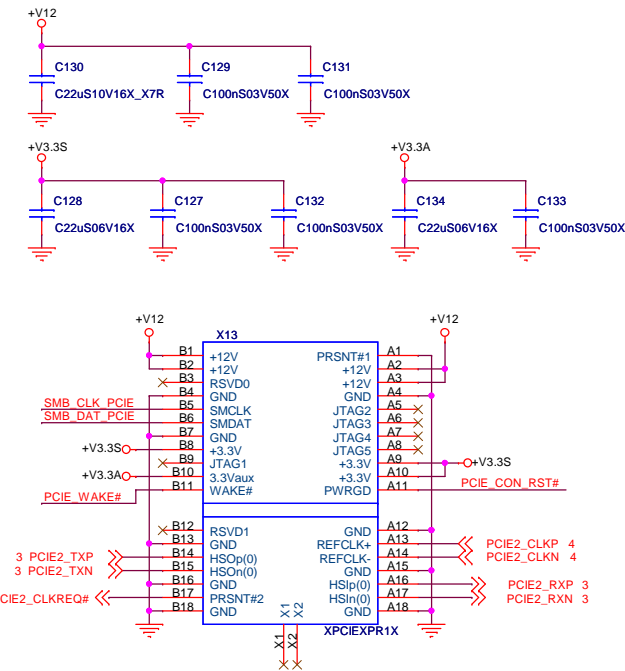 +V12
C130
C22uS10V16X_X7R
C129
C100nS03V50X
C131
C100nS03V50X
+V3.3S
C128
C22uS06V16X
C127
C100nS03V50X
C132
C100nS03V50X
+V3.3A
C134
C22uS06V16X
C133
C100nS03V50X
+V12
X13
+V12
B1 +12V PRSNT#1 A1
B2 +12V +12V A2
B3 RSVD0 +12V A3
B4 GND GND A4
SMB_CLK_PCIE B5 SMCLK JTAG2 A5
SMB_DAT_PCIE B6 SMDAT JTAG3 A6
B7 GND JTAG4 A7
+V3.3S B8 +3.3V JTAG5 A8
B9 JTAG1 +3.3V A9 +V3.3S
+V3.3A B10 3.3Vaux +3.3V A10
PCIE_WAKE# B11 WAKE# PWRGD A11 PCIE_CON_RST#
B12 RSVD1 GND A12
B13 GND REFCLK+ A13 PCIE2_CLKP 4
3 PCIE2_TXP B14 HSOp(0) REFCLK- A14 PCIE2_CLKN 4
3 PCIE2_TXN B15 HSOn(0) GND A15
B16 GND HSIp(0) A16 PCIE2_RXP 3
CIE2_CLKREQ# B17 PRSNT#2 HSIn(0) A17 PCIE2_RXN 3
B18 GND GND A18
X1 X2
XPCIEXPR1X
X1 X2